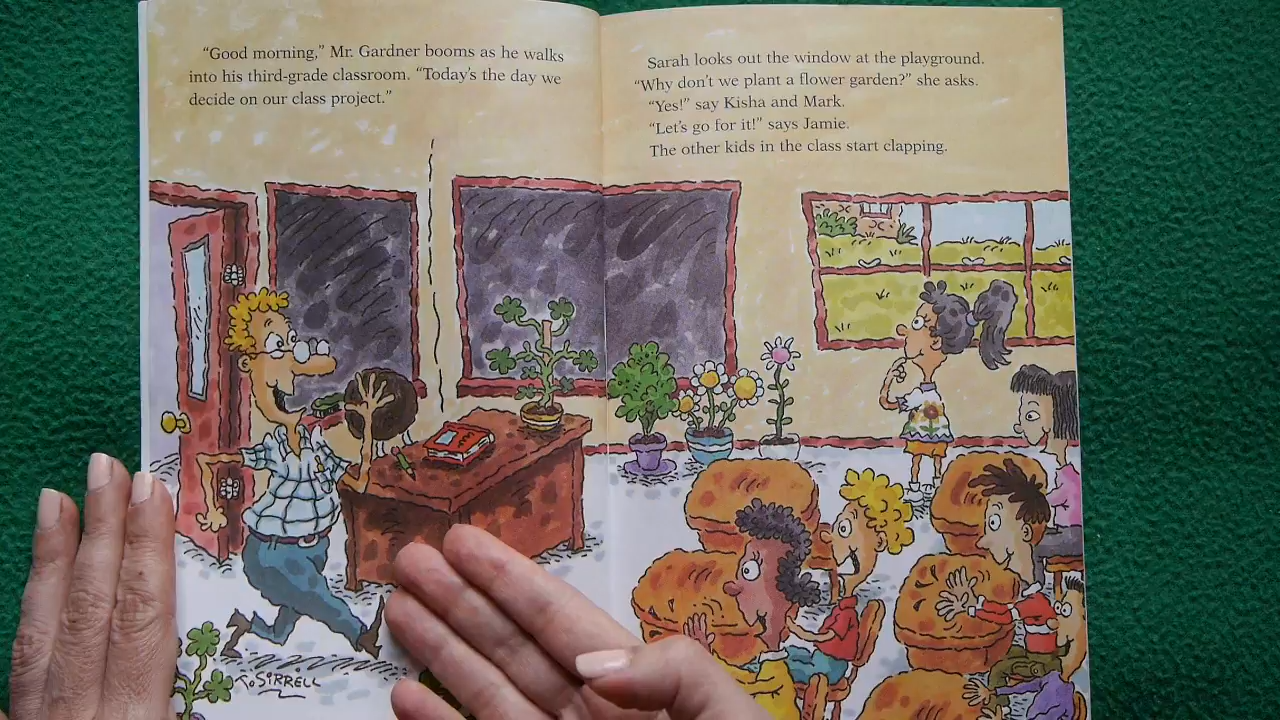 “Good morning,” Mr. Gardner booms as he walks
into his third-grade classroom. “Today’s the day we
decide on our class project.”
Sarah looks out the window at the playground.
“Why don’t we plant a flower garden?” she asks.
“Yes!” say Kisha and Mark.
“Let’s go for it!” says Jamie.
The other kids in the class start clapping.
SIRRELL